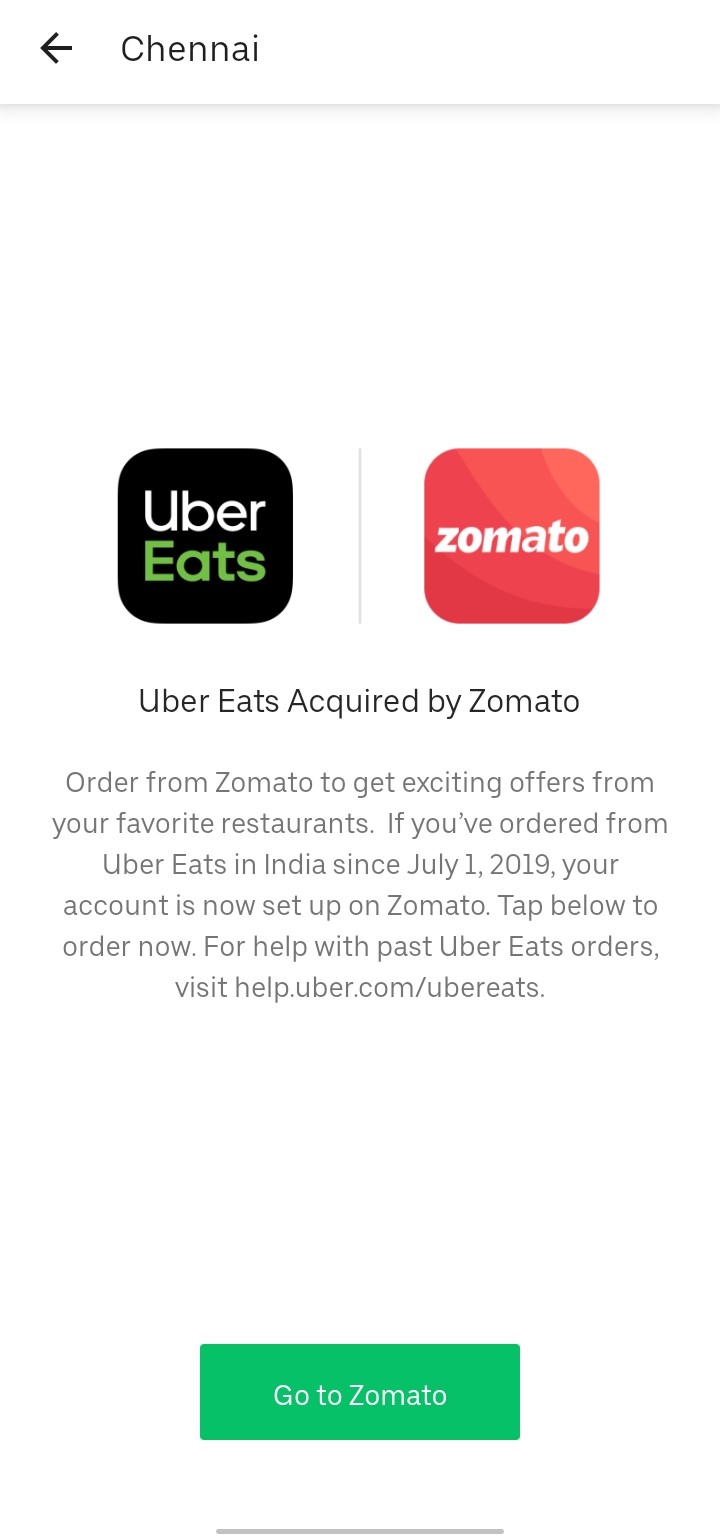 Chennai
Uber
Eats
zomato
Uber Eats Acquired by Zomato
Order from Zomato to get exciting offers from
your favorite restaurants.  If you’ve ordered from
Uber Eats in India since July 1, 2019, your
account is now set up on Zomato. Tap below to
order now. For help with past Uber Eats orders,
visit help.uber.com/ubereats.
Go to Zomato